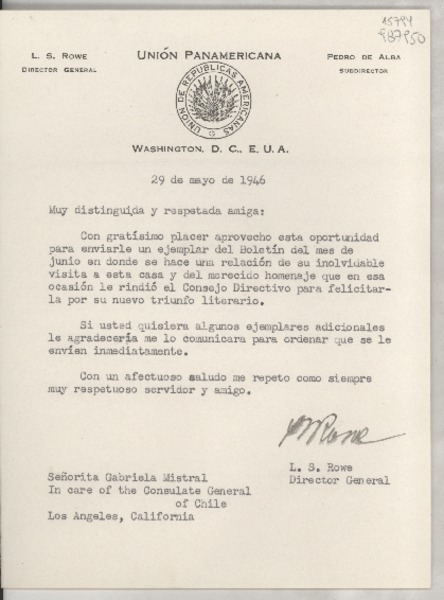 15794
987950
L. S. ROWE
DIRECTOR GENERAL
UNIÓN PANAMERICANA
PEDRO DE ALBA
SUBDIRECTOR
UNION DE REPUBLICAS AMERICANAS
WASHINGTON, D. C., E. U. A.
29 de mayo de 1946
Muy distinguida y respetada amiga:
Con gratísimo placer aprovecho esta oportunidad
para enviarle un ejemplar del Boletín del mes de
junio en donde se hace una relación de su inolvidable
visita a esta casa y del merecido homenaje que en esa
ocasión le rindió el Consejo Directivo para felicitar-
la por su nuevo triunfo literario.
Si usted quisiera algunos ejemplares adicionales
le agradecería me lo comunicara para ordenar que se le
envíen inmediatamente.
Con un afectuoso saludo me repeto como siempre
muy respetuoso servidor y amigo.
LSRowe
L. S. Rowe
Director General
Señorita Gabriela Mistral
In care of the Consulate General
of Chile
Los Angeles, California